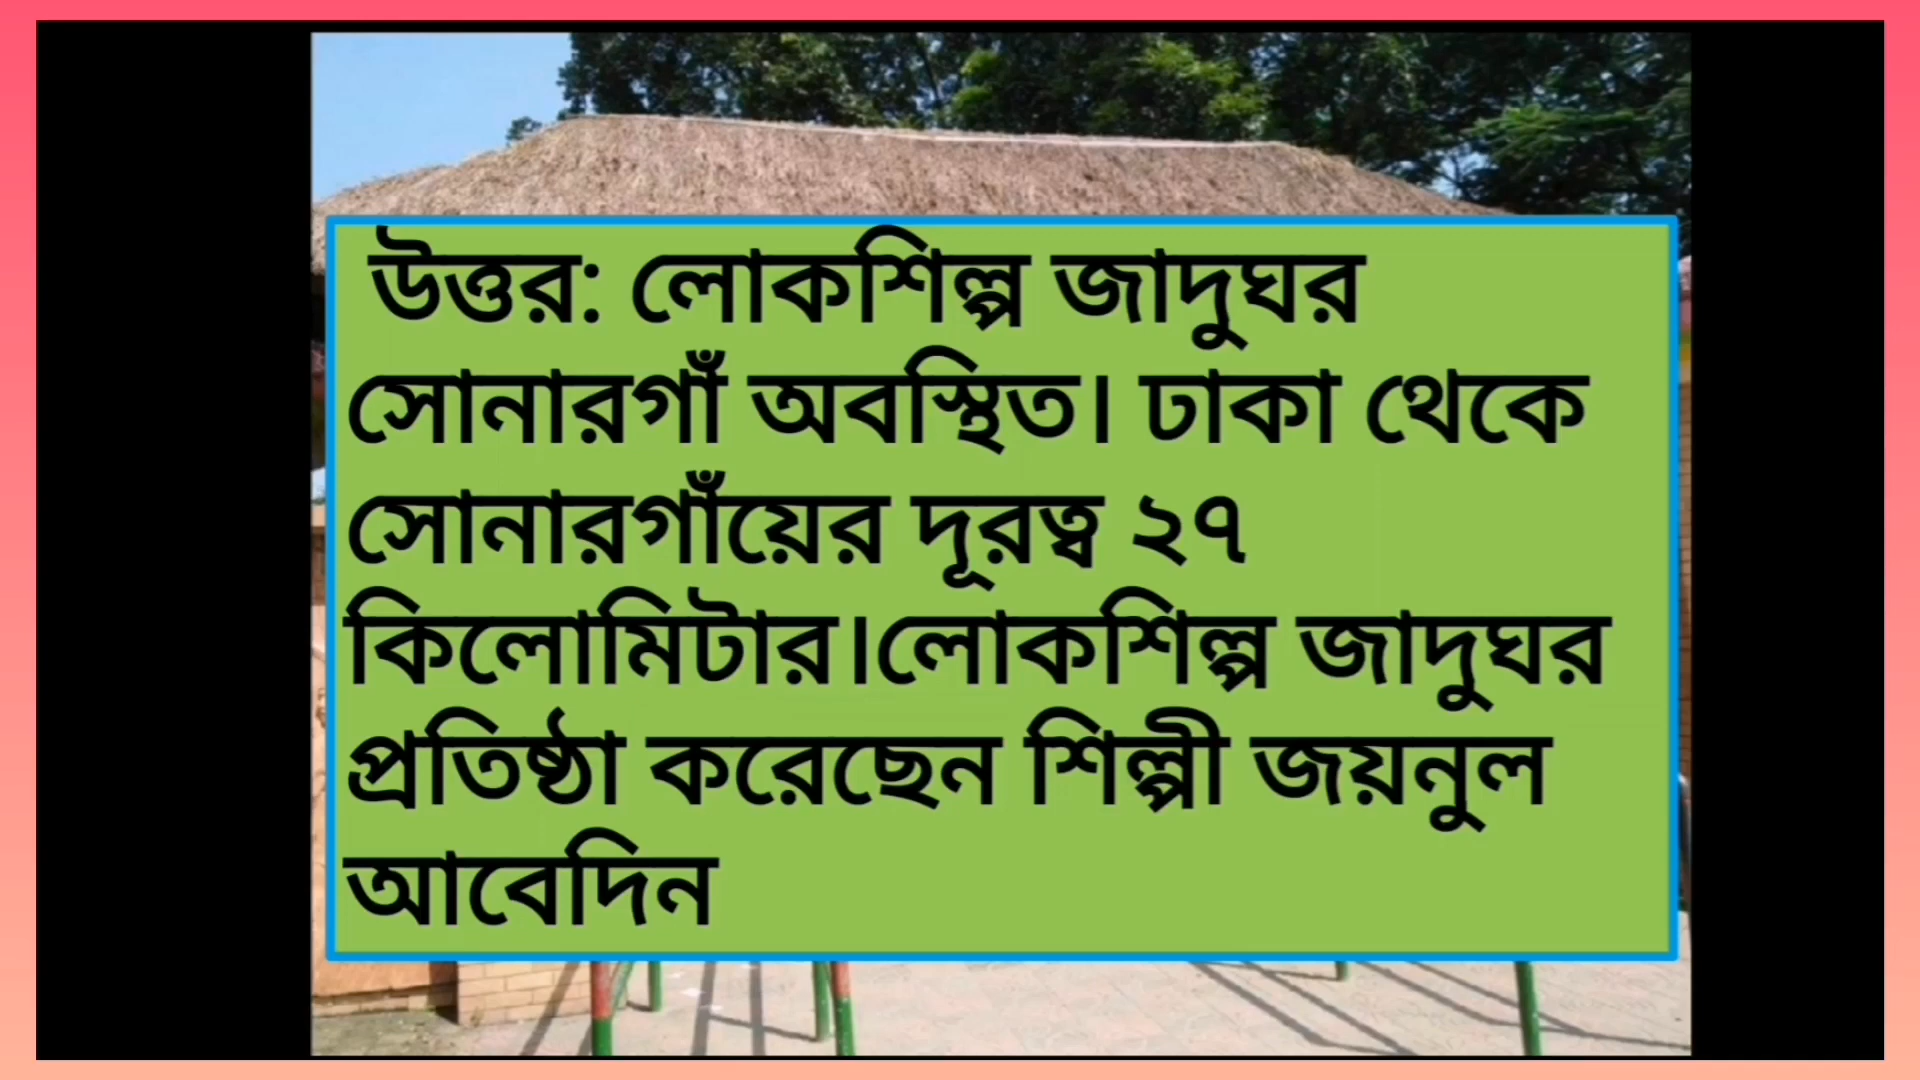 উত্তর: লোকশিল্প জাদুঘর
সোনারগাঁ অবস্থিত। ঢাকা থেকে
সোনারগাঁয়ের দূরত্ব ২৭
কিলোমিটার।লোকশিল্প জাদুঘর
প্রতিষ্ঠা করেছেন শিল্পী জয়নুল
আবেদিন